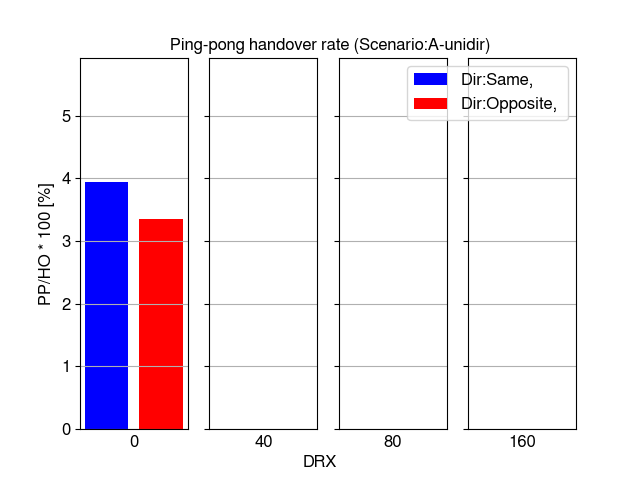 Ping-pong handover rate (Scenario:A-unidir)
Dir:Same,
Dir:Opposite,
PP/HO * 100 [%]
5
4
3
2
1
0
0 40 80 160
DRX